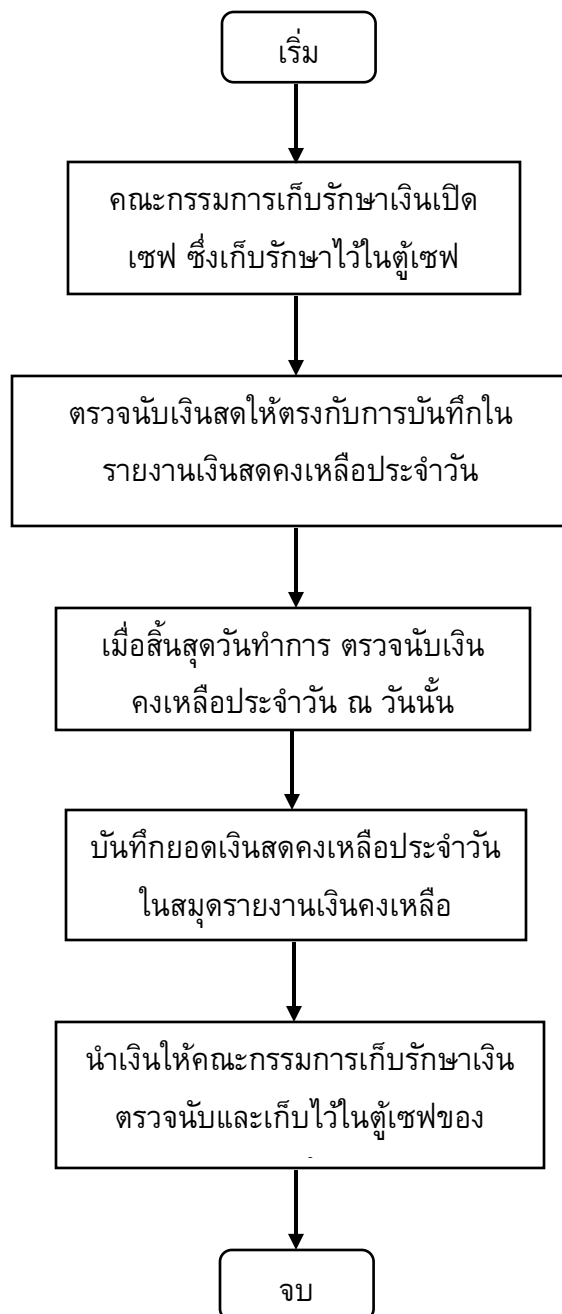 เริ่ม
คณะกรรมการเก็บรักษาเงินเปิด
เซฟ ซึ่งเก็บรักษาไว้ในตู้เซฟ
ตรวจนับเงินสดให้ตรงกับการบันทึกใน
รายงานเงินสดคงเหลือประจำวัน
เมื่อสิ้นสุดวันทำการ ตรวจนับเงิน
คงเหลือประจำวัน ณ วันนั้น
บันทึกยอดเงินสดคงเหลือประจำวัน
ในสมุดรายงานเงินคงเหลือ
นำเงินให้คณะกรรมการเก็บรักษาเงิน
ตรวจนับและเก็บไว้ในตู้เซฟของ
จบ